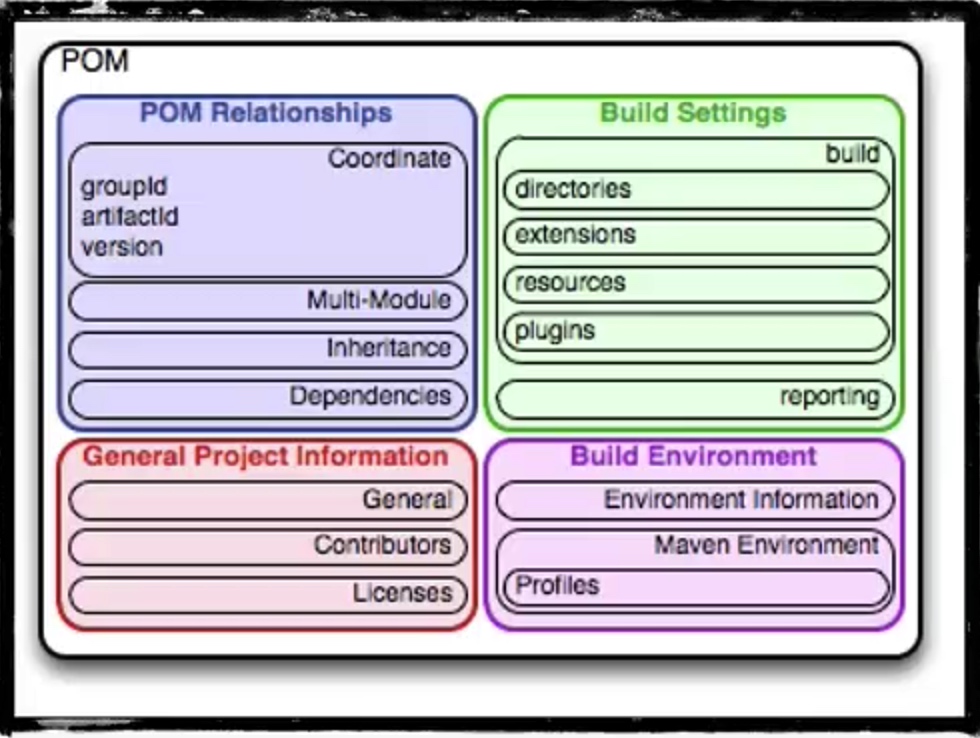 POM
POM Relationships
Coordinate
groupId
artifactId
version
Multi-Module
Inheritance
Dependencies
Build Settings
build
directories
extensions
resources
plugins
reporting
General Project Information
General
Contributors
Licenses
Build Environment
Environment Information
Maven Environment
Profiles